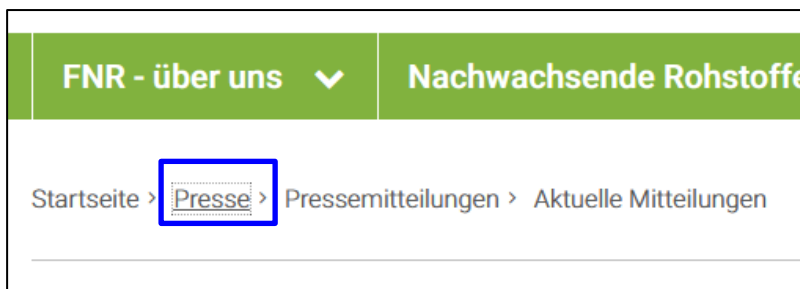 FNR - über uns Nachwachsende Rohstoffe
Startseite > Presse > Pressemitteilungen > Aktuelle Mitteilungen